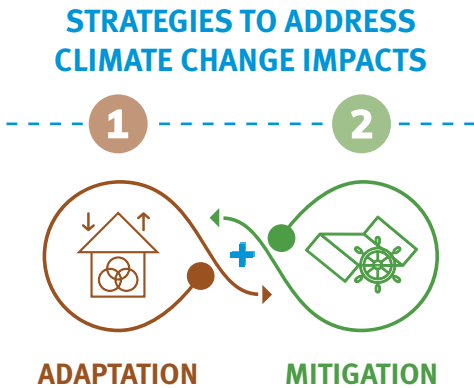 STRATEGIES TO ADDRESS
CLIMATE CHANGE IMPACTS
1 2
ADAPTATION MITIGATION